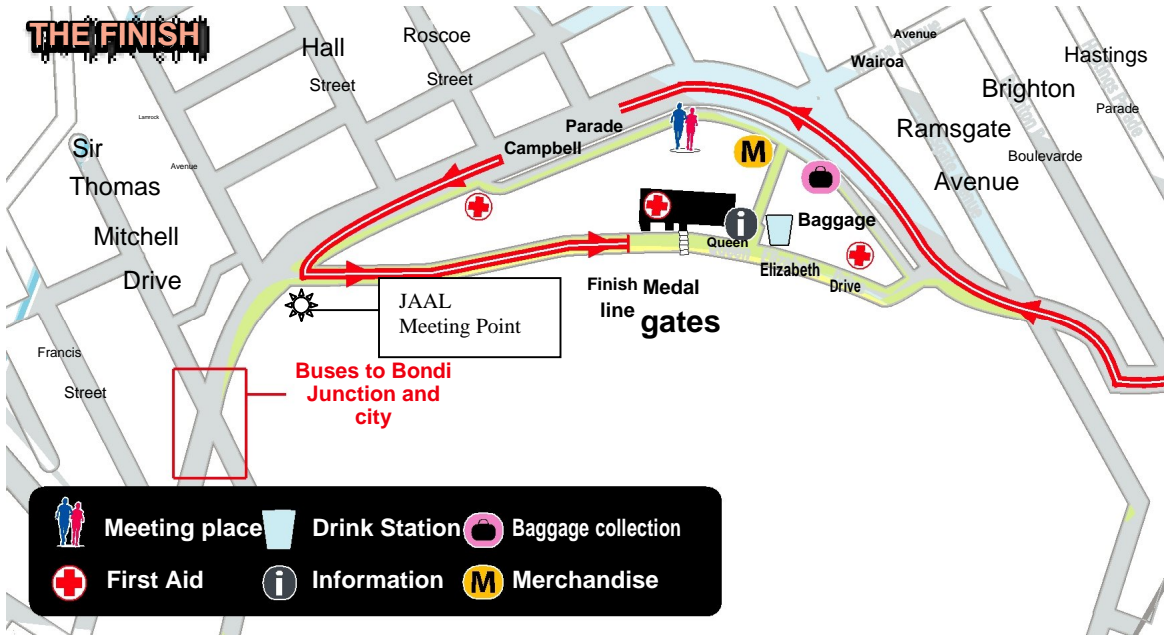 THE FINISH
Hall
Street
Roscoe
Street
Avenue
Wairoa
Hastings
Parade
Brighton
Boulevarde
Ramsgate
Avenue
Lamrock
Avenue
Sir
Thomas
Mitchell
Drive
Parade
Campbell
M
Baggage
i
Queen
Elizabeth
Drive
Finish
line
Medal
gates
JAAL
Meeting Point
Francis
Street
Buses to Bondi
Junction and
city
Meeting place
Drink Station
Baggage collection
First Aid
i
Information
M
Merchandise